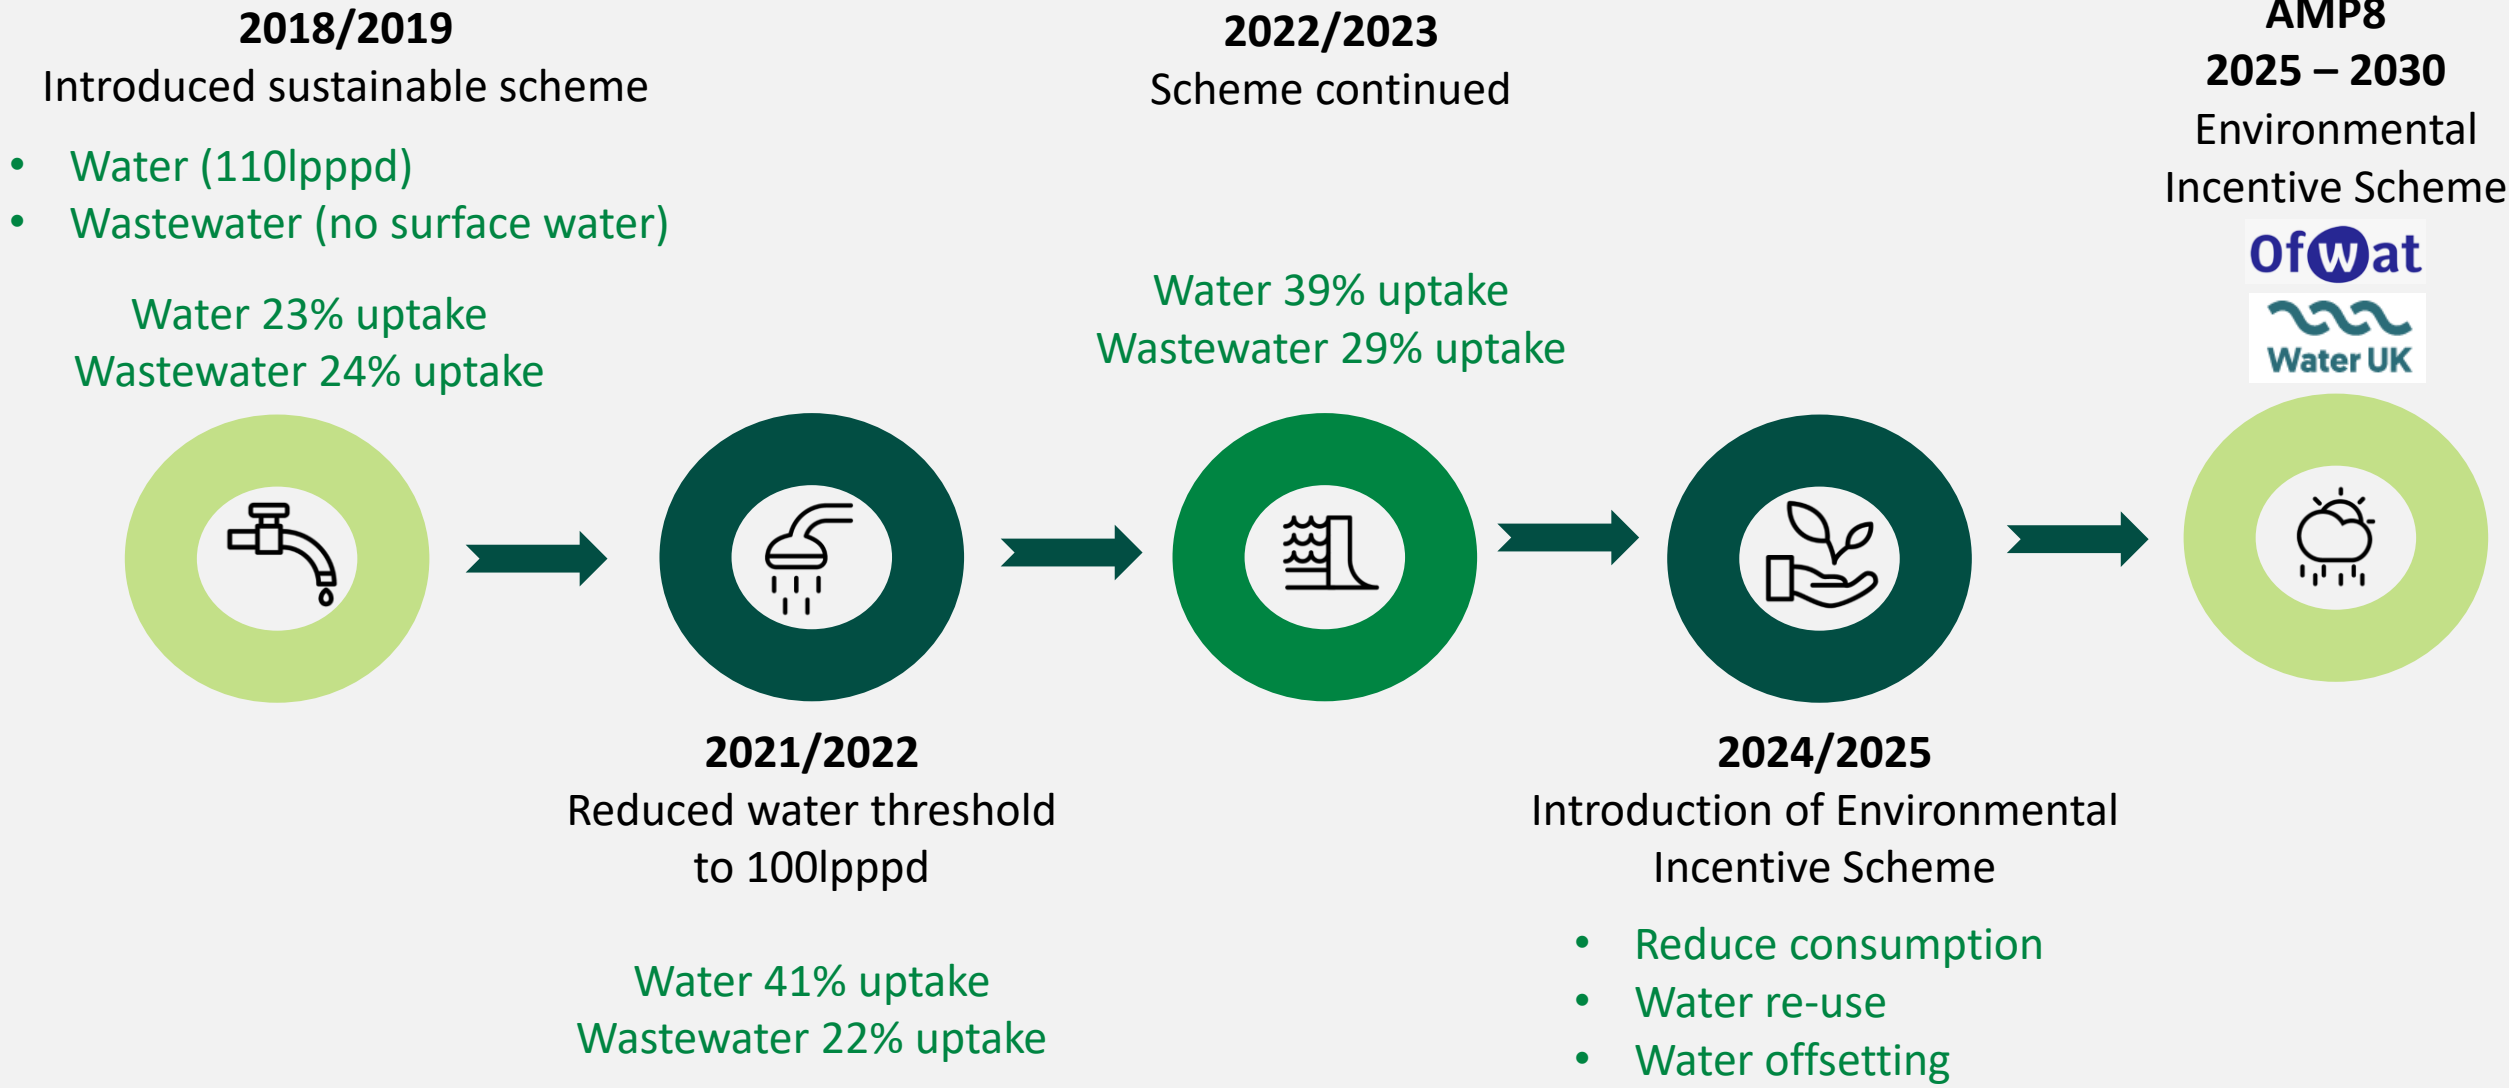 2018/2019
Introduced sustainable scheme
• Water (110lpppd)
• Wastewater (no surface water)
Water 23% uptake
Wastewater 24% uptake
2021/2022
Reduced water threshold
to 100lpppd
Water 41% uptake
Wastewater 22% uptake
2022/2023
Scheme continued
Water 39% uptake
Wastewater 29% uptake
2024/2025
Introduction of Environmental
Incentive Scheme
• Reduce consumption
• Water re-use
• Water offsetting
AMP8
2025 – 2030
Environmental
Incentive Scheme
Ofwat
Water UK